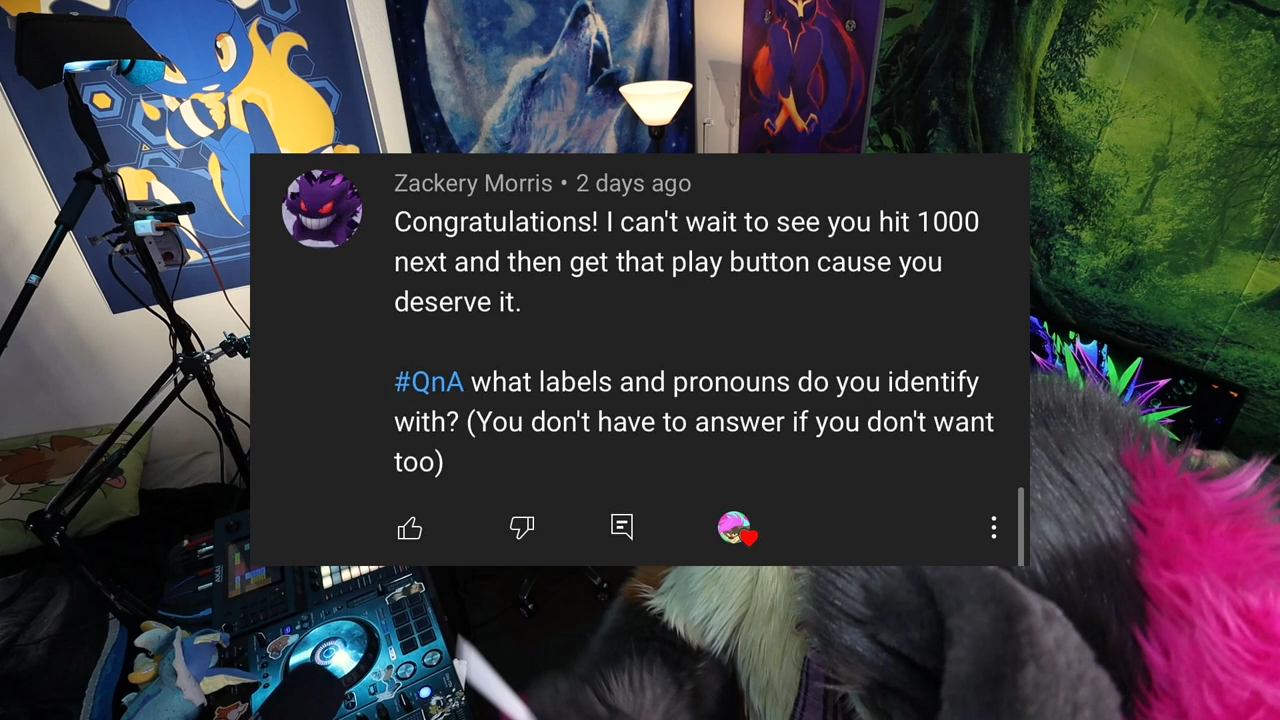 Zackery Morris • 2 days ago
Congratulations! I can't wait to see you hit 1000
next and then get that play button cause you
deserve it.
#QnA what labels and pronouns do you identify
with? (You don't have to answer if you don't want
too)
AKAI